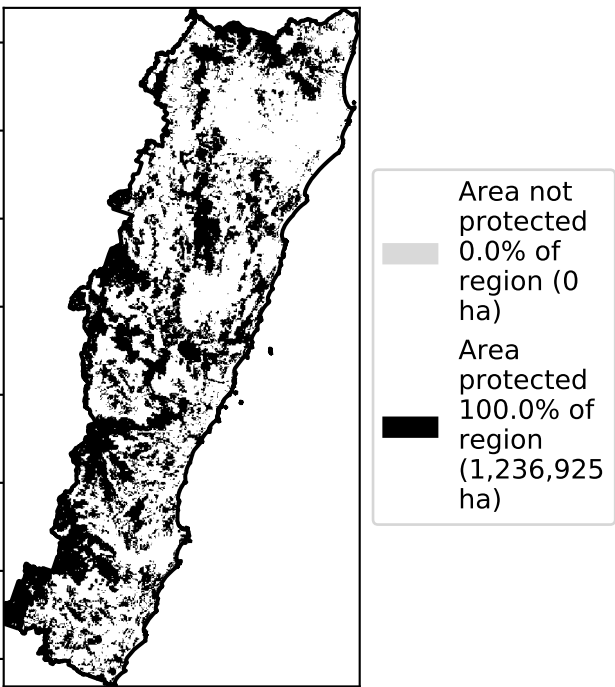 Area not
protected
0.0% of
region (0
ha)
Area
protected
100.0% of
region
(1,236,925
ha)